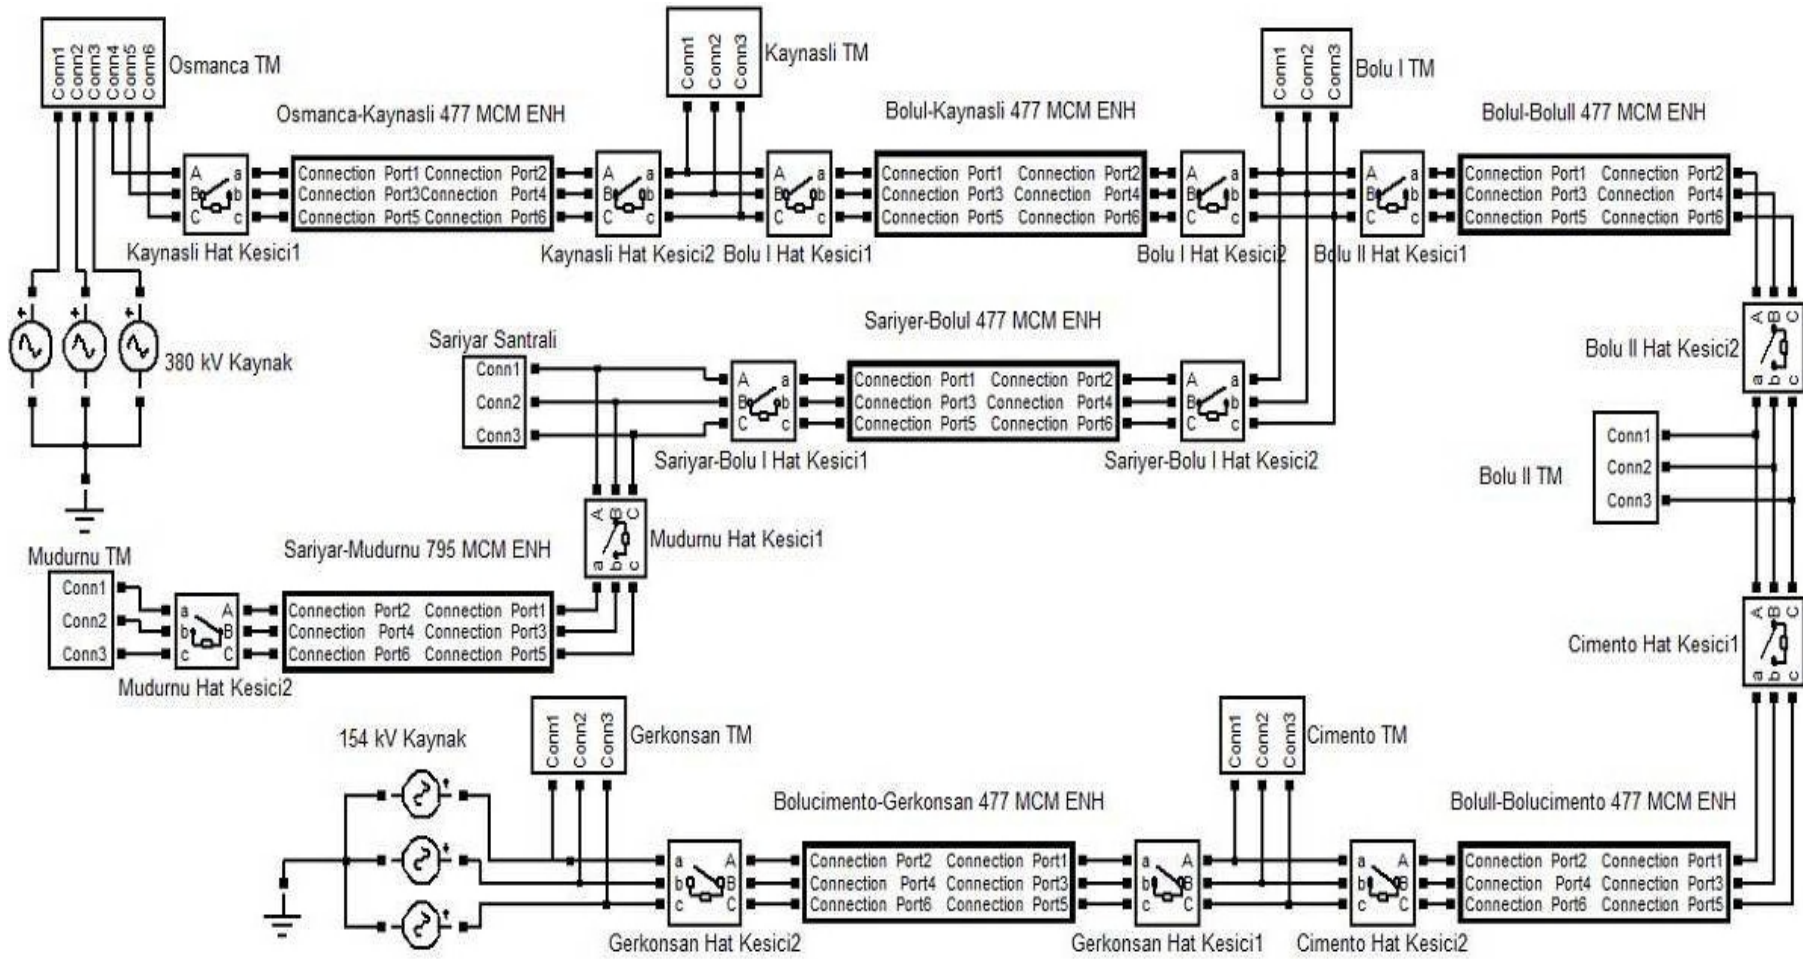 Conn1 Conn2 Conn3 Conn4 Conn5 Conn6
Osmanca TM
Conn1 Conn2 Conn3
Kaynasli TM
Conn1 Conn2 Conn3
Bolu I TM
Osmanca-Kaynasli 477 MCM ENH
BoluI-Kaynasli 477 MCM ENH
BoluI-BoluII 477 MCM ENH
A a
B b
C c
Connection Port1 Connection Port2
Connection Port3 Connection Port4
Connection Port5 Connection Port6
A a
B b
C c
A a
B b
C c
Connection Port1 Connection Port2
Connection Port3 Connection Port4
Connection Port5 Connection Port6
A a
B b
C c
A a
B b
C c
Connection Port1 Connection Port2
Connection Port3 Connection Port4
Connection Port5 Connection Port6
Kaynasli Hat Kesici1
Kaynasli Hat Kesici2
Bolu I Hat Kesici1
Bolu I Hat Kesici2
Bolu II Hat Kesici1
+ + +
380 kV Kaynak
Sariyar Santrali
Conn1
Conn2
Conn3
Sariyer-BoluI 477 MCM ENH
A a
B b
C c
Connection Port1 Connection Port2
Connection Port3 Connection Port4
Connection Port5 Connection Port6
A a
B b
C c
Sariyar-Bolu I Hat Kesici1
Sariyer-Bolu I Hat Kesici2
A B C
Bolu II Hat Kesici2
a b c
Conn1
Conn2
Conn3
Bolu II TM
A B C
Mudurnu Hat Kesici1
a b c
Mudurnu TM
Conn1
Conn2
Conn3
Sariyar-Mudurnu 795 MCM ENH
a A
b B
c C
Connection Port2 Connection Port1
Connection Port4 Connection Port3
Connection Port6 Connection Port5
Mudurnu Hat Kesici2
A B C
Cimento Hat Kesici1
a b c
154 kV Kaynak
+ + +
Conn1 Conn2 Conn3
Gerkonsan TM
Conn1 Conn2 Conn3
Cimento TM
Bolucimento-Gerkonsan 477 MCM ENH
BoluII-Bolucimento 477 MCM ENH
a A
b B
c C
Connection Port2 Connection Port1
Connection Port4 Connection Port3
Connection Port6 Connection Port5
a A
b B
c C
a A
b B
c C
Connection Port2 Connection Port1
Connection Port4 Connection Port3
Connection Port6 Connection Port5
Gerkonsan Hat Kesici2
Gerkonsan Hat Kesici1
Cimento Hat Kesici2